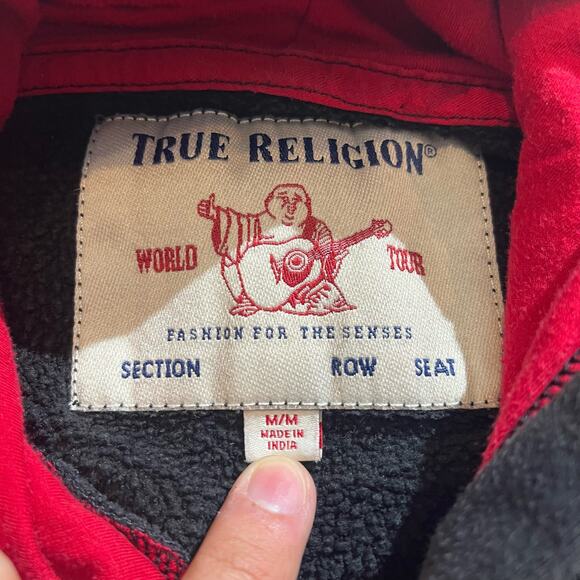 TRUE RELIGION®
WORLD TOUR
FASHION FOR THE SENSES
SECTION ROW SEAT
M/M
MADE IN
INDIA